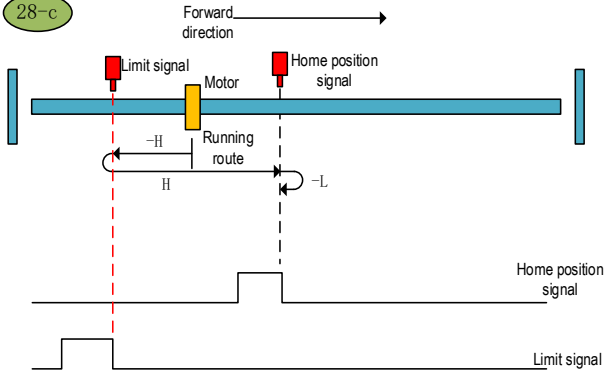 28-c
Forward
direction
Limit signal
Home position
signal
Motor
-H
Running
route
H
-L
Home position
signal
Limit signal